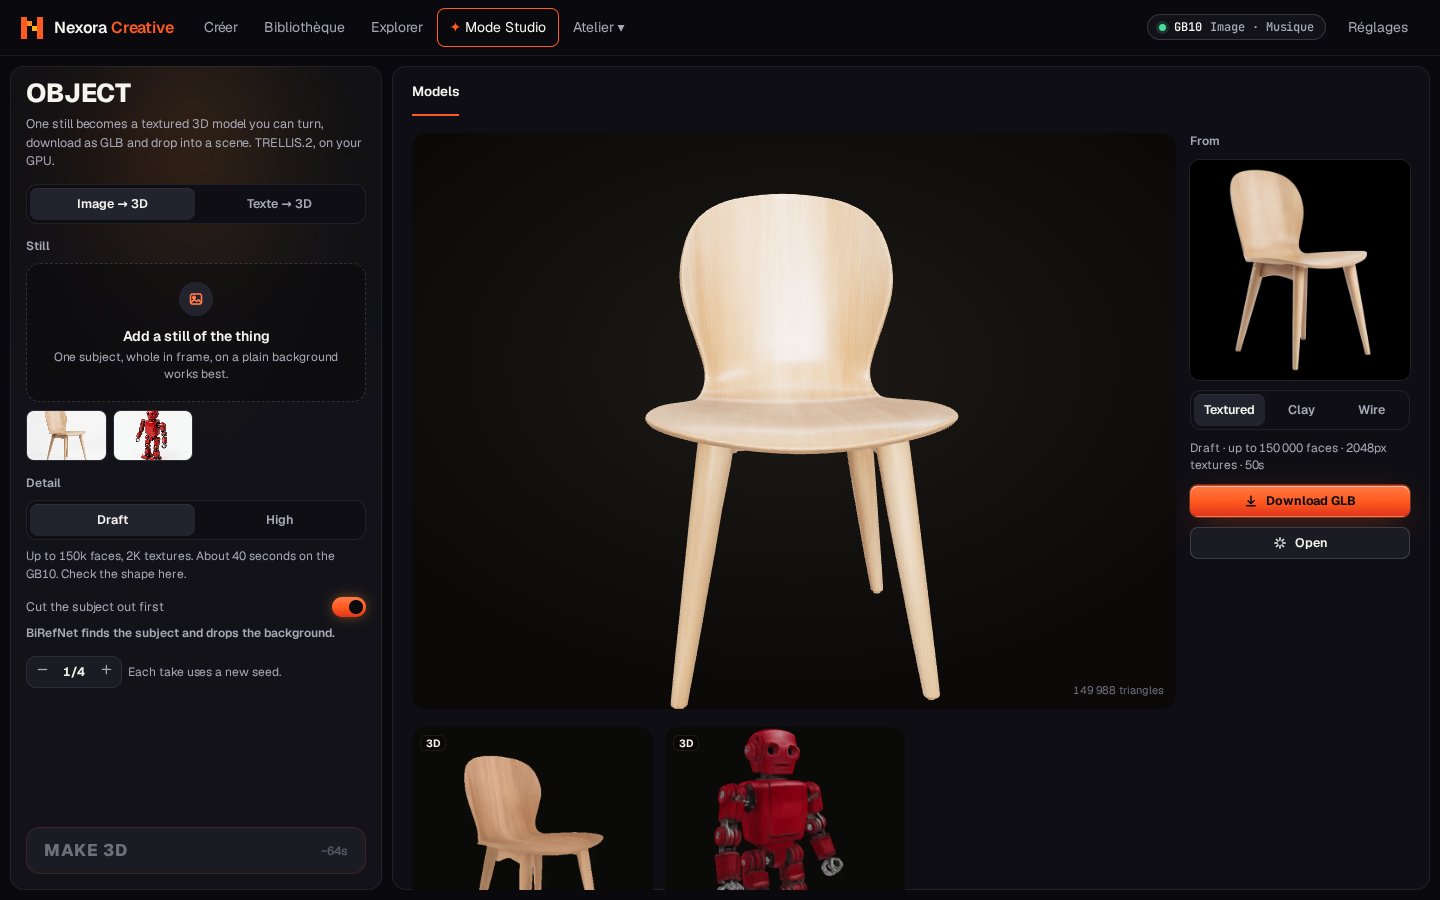 Nexora Creative
Créer
Bibliothèque
Explorer
✦ Mode Studio
Atelier ▾
GB10 Image · Musique
Réglages
OBJECT
One still becomes a textured 3D model you can turn,
download as GLB and drop into a scene. TRELLIS.2, on your
GPU.
Image → 3D
Texte → 3D
Still
Add a still of the thing
One subject, whole in frame, on a plain background
works best.
Detail
Draft
High
Up to 150k faces, 2K textures. About 40 seconds on the
GB10. Check the shape here.
Cut the subject out first
BiRefNet finds the subject and drops the background.
− 1/4 +
Each take uses a new seed.
MAKE 3D
~64s
Models
149 988 triangles
From
Textured
Clay
Wire
Draft · up to 150 000 faces · 2048px
textures · 50s
Download GLB
Open
3D
3D